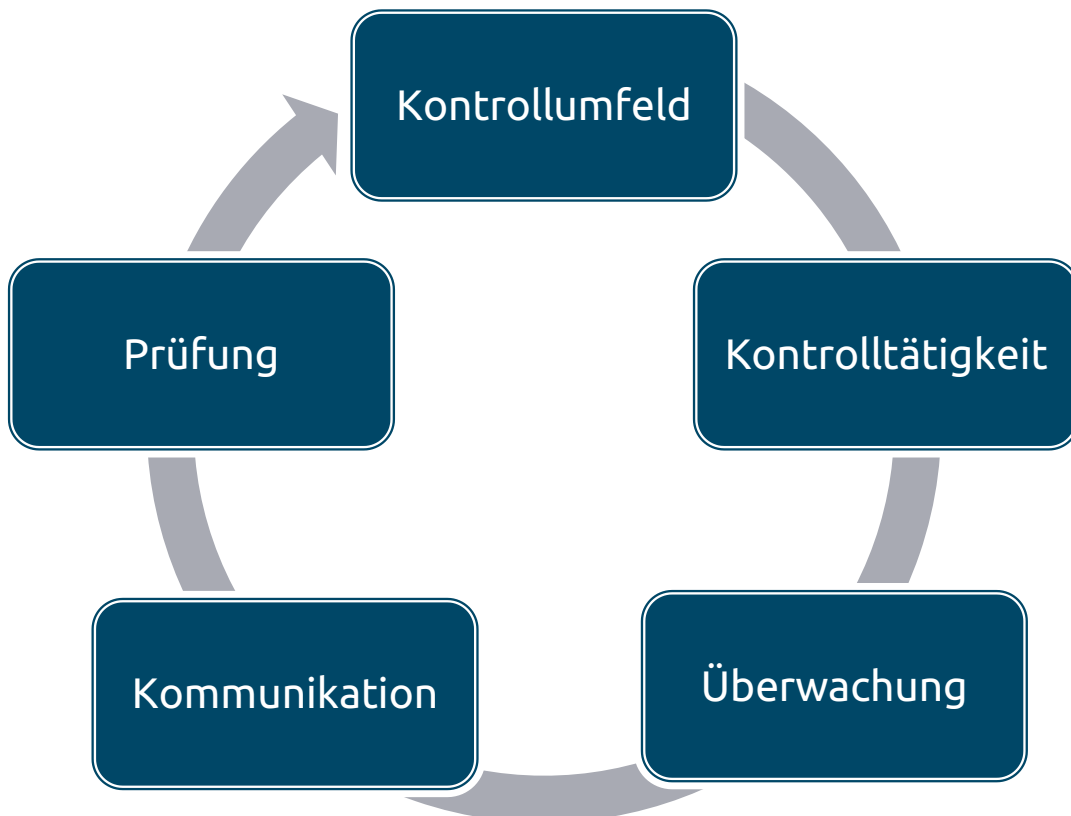 Kontrollumfeld
Kontrolltätigkeit
Überwachung
Kommunikation
Prüfung